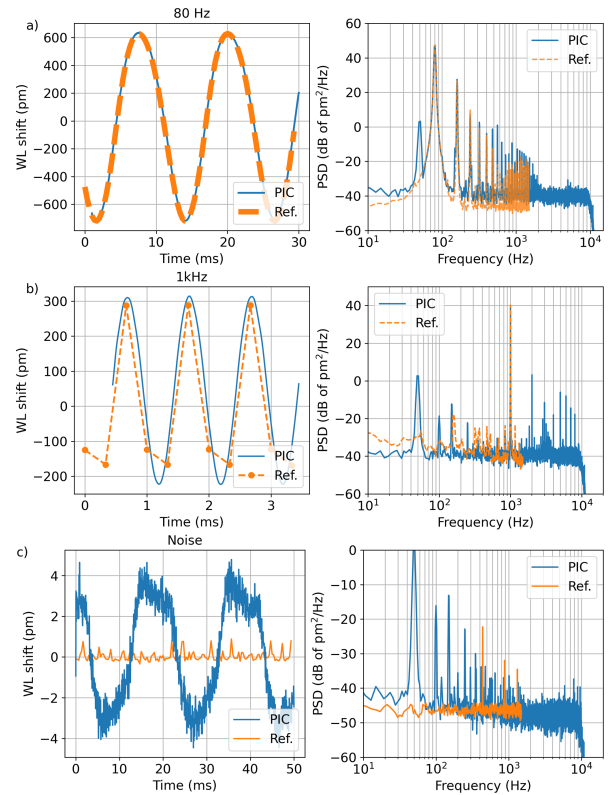 a)
80 Hz
WL shift (pm)
600
400
200
0
−200
−400
−600
PIC
Ref.
0
10
20
30
Time (ms)
PSD (dB of pm²/Hz)
60
40
20
0
−20
−40
−60
PIC
Ref.
10¹
10²
10³
10⁴
Frequency (Hz)
b)
1kHz
WL shift (pm)
300
200
100
0
−100
−200
PIC
Ref.
0
1
2
3
Time (ms)
PSD (dB of pm²/Hz)
40
20
0
−20
−40
−60
PIC
Ref.
10¹
10²
10³
10⁴
Frequency (Hz)
c)
Noise
WL shift (pm)
4
2
0
−2
−4
PIC
Ref.
0
10
20
30
40
50
Time (ms)
PSD (dB of pm²/Hz)
0
−10
−20
−30
−40
−50
−60
PIC
Ref.
10¹
10²
10³
10⁴
Frequency (Hz)